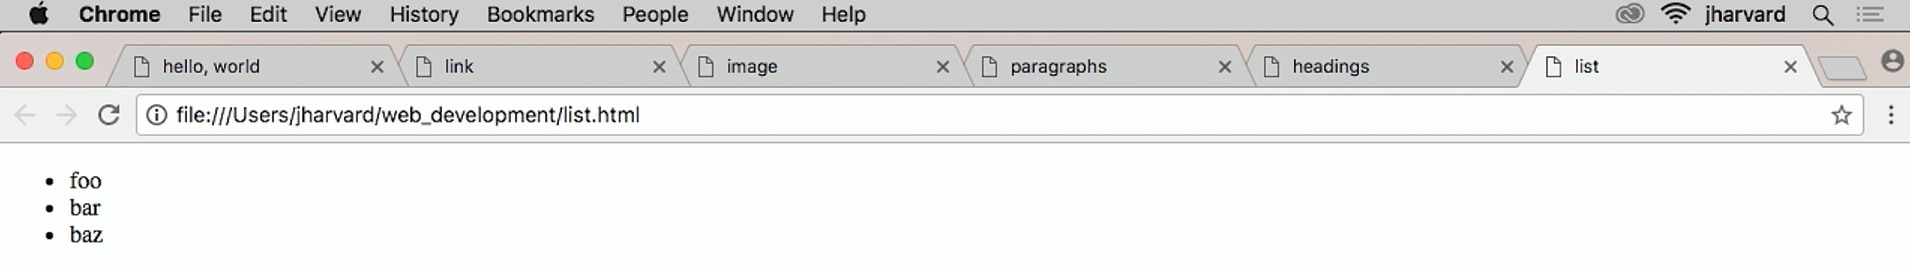 Chrome File Edit View History Bookmarks People Window Help jharvard
hello, world link image paragraphs headings list
file:///Users/jharvard/web_development/list.html
• foo
• bar
• baz